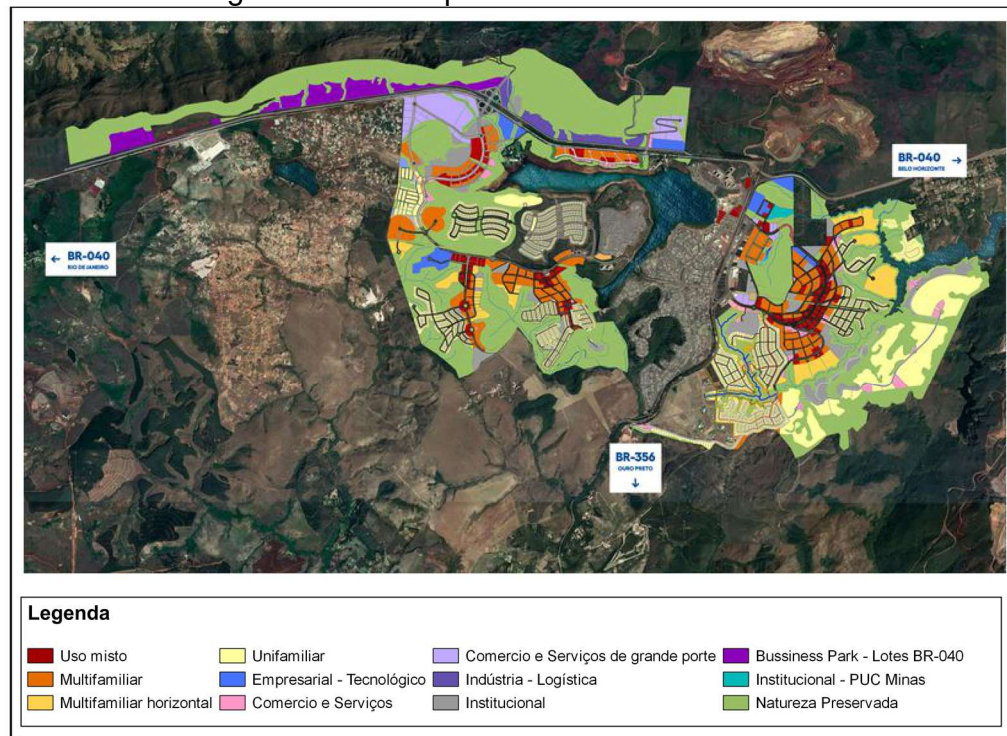 BR-040 →
BELO HORIZONTE
← BR-040
RIO DE JANEIRO
BR-356
OURO PRETO
↓
Legenda
Uso misto
Unifamiliar
Comercio e Serviços de grande porte
Bussiness Park - Lotes BR-040
Multifamiliar
Empresarial - Tecnológico
Indústria - Logística
Institucional - PUC Minas
Multifamiliar horizontal
Comercio e Serviços
Institucional
Natureza Preservada